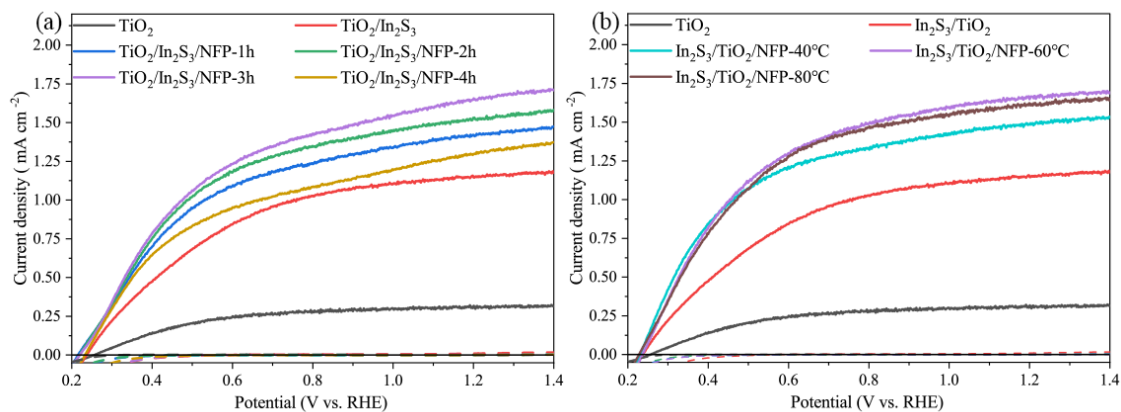 (a)
TiO₂
TiO₂/In₂S₃
TiO₂/In₂S₃/NFP-1h
TiO₂/In₂S₃/NFP-2h
TiO₂/In₂S₃/NFP-3h
TiO₂/In₂S₃/NFP-4h
Current density ( mA cm⁻²)
2.00
1.75
1.50
1.25
1.00
0.75
0.50
0.25
0.00
0.2 0.4 0.6 0.8 1.0 1.2 1.4
Potential (V vs. RHE)
(b)
TiO₂
In₂S₃/TiO₂
In₂S₃/TiO₂/NFP-40℃
In₂S₃/TiO₂/NFP-60℃
In₂S₃/TiO₂/NFP-80℃
Current density ( mA cm⁻²)
2.00
1.75
1.50
1.25
1.00
0.75
0.50
0.25
0.00
0.2 0.4 0.6 0.8 1.0 1.2 1.4
Potential (V vs. RHE)